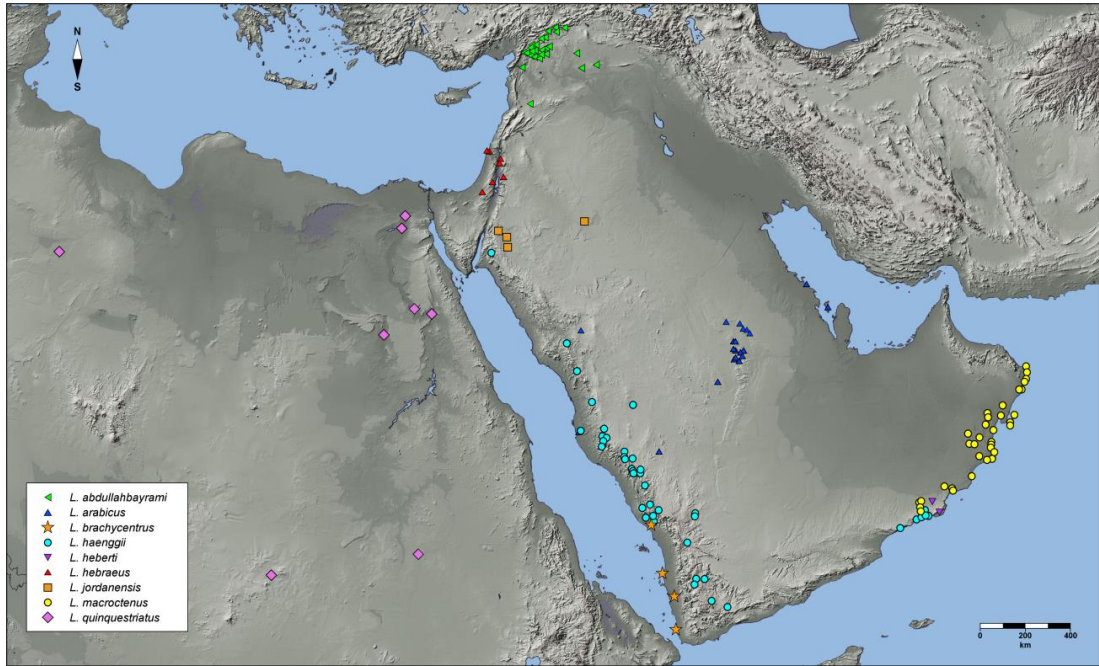 N
S
L. abdullahbayrami
L. arabicus
L. brachycentrus
L. haenggii
L. heberti
L. hebraeus
L. jordanensis
L. macroctenus
L. quinquestriatus
0 200 400
km